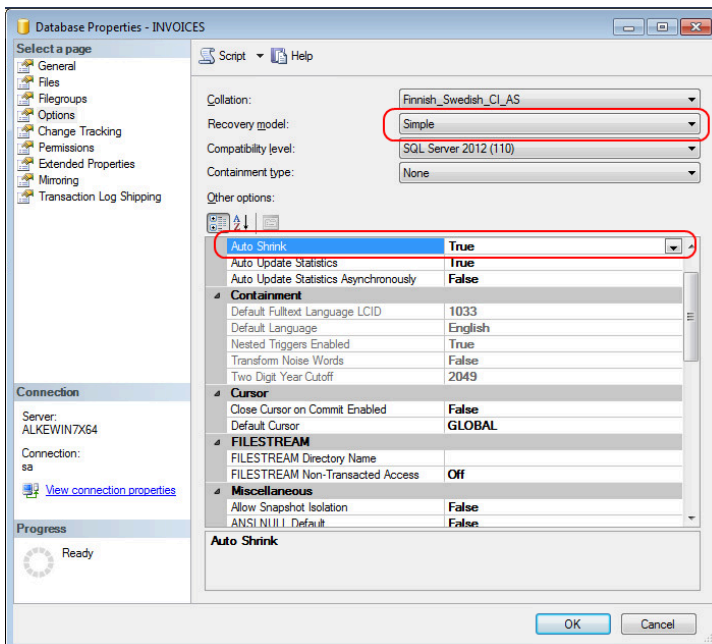 Database Properties - INVOICES
Select a page
General
Files
Filegroups
Options
Change Tracking
Permissions
Extended Properties
Mirroring
Transaction Log Shipping
Script Help
Collation: Finnish_Swedish_CI_AS
Recovery model: Simple
Compatibility level: SQL Server 2012 (110)
Containment type: None
Other options:
Auto Shrink True
Auto Update Statistics True
Auto Update Statistics Asynchronously False
Containment
Default Fulltext Language LCID 1033
Default Language English
Nested Triggers Enabled True
Transform Noise Words False
Two Digit Year Cutoff 2049
Cursor
Close Cursor on Commit Enabled False
Default Cursor GLOBAL
FILESTREAM
FILESTREAM Directory Name
FILESTREAM Non-Transacted Access Off
Miscellaneous
Allow Snapshot Isolation False
ANSI NULL Default False
Auto Shrink
Connection
Server:
ALKEWIN7X64
Connection:
sa
View connection properties
Progress
Ready
OK Cancel